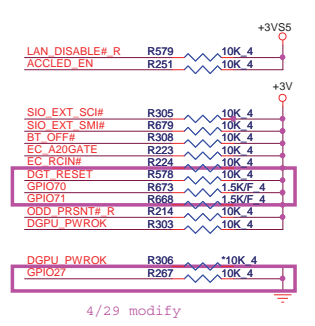 +3VS5
LAN_DISABLE#_R R579 10K_4
ACCLED_EN R251 10K_4
+3V
SIO_EXT_SCI# R305 10K_4
SIO_EXT_SMI# R679 10K_4
BT_OFF# R308 10K_4
EC_A20GATE R223 10K_4
EC_RCIN# R224 10K_4
DGT_RESET R578 10K_4
GPIO70 R673 1.5K/F_4
GPIO71 R668 1.5K/F_4
ODD_PRSNT#_R R214 10K_4
DGPU_PWROK R303 10K_4
DGPU_PWROK R306 *10K_4
GPIO27 R267 10K_4
4/29 modify